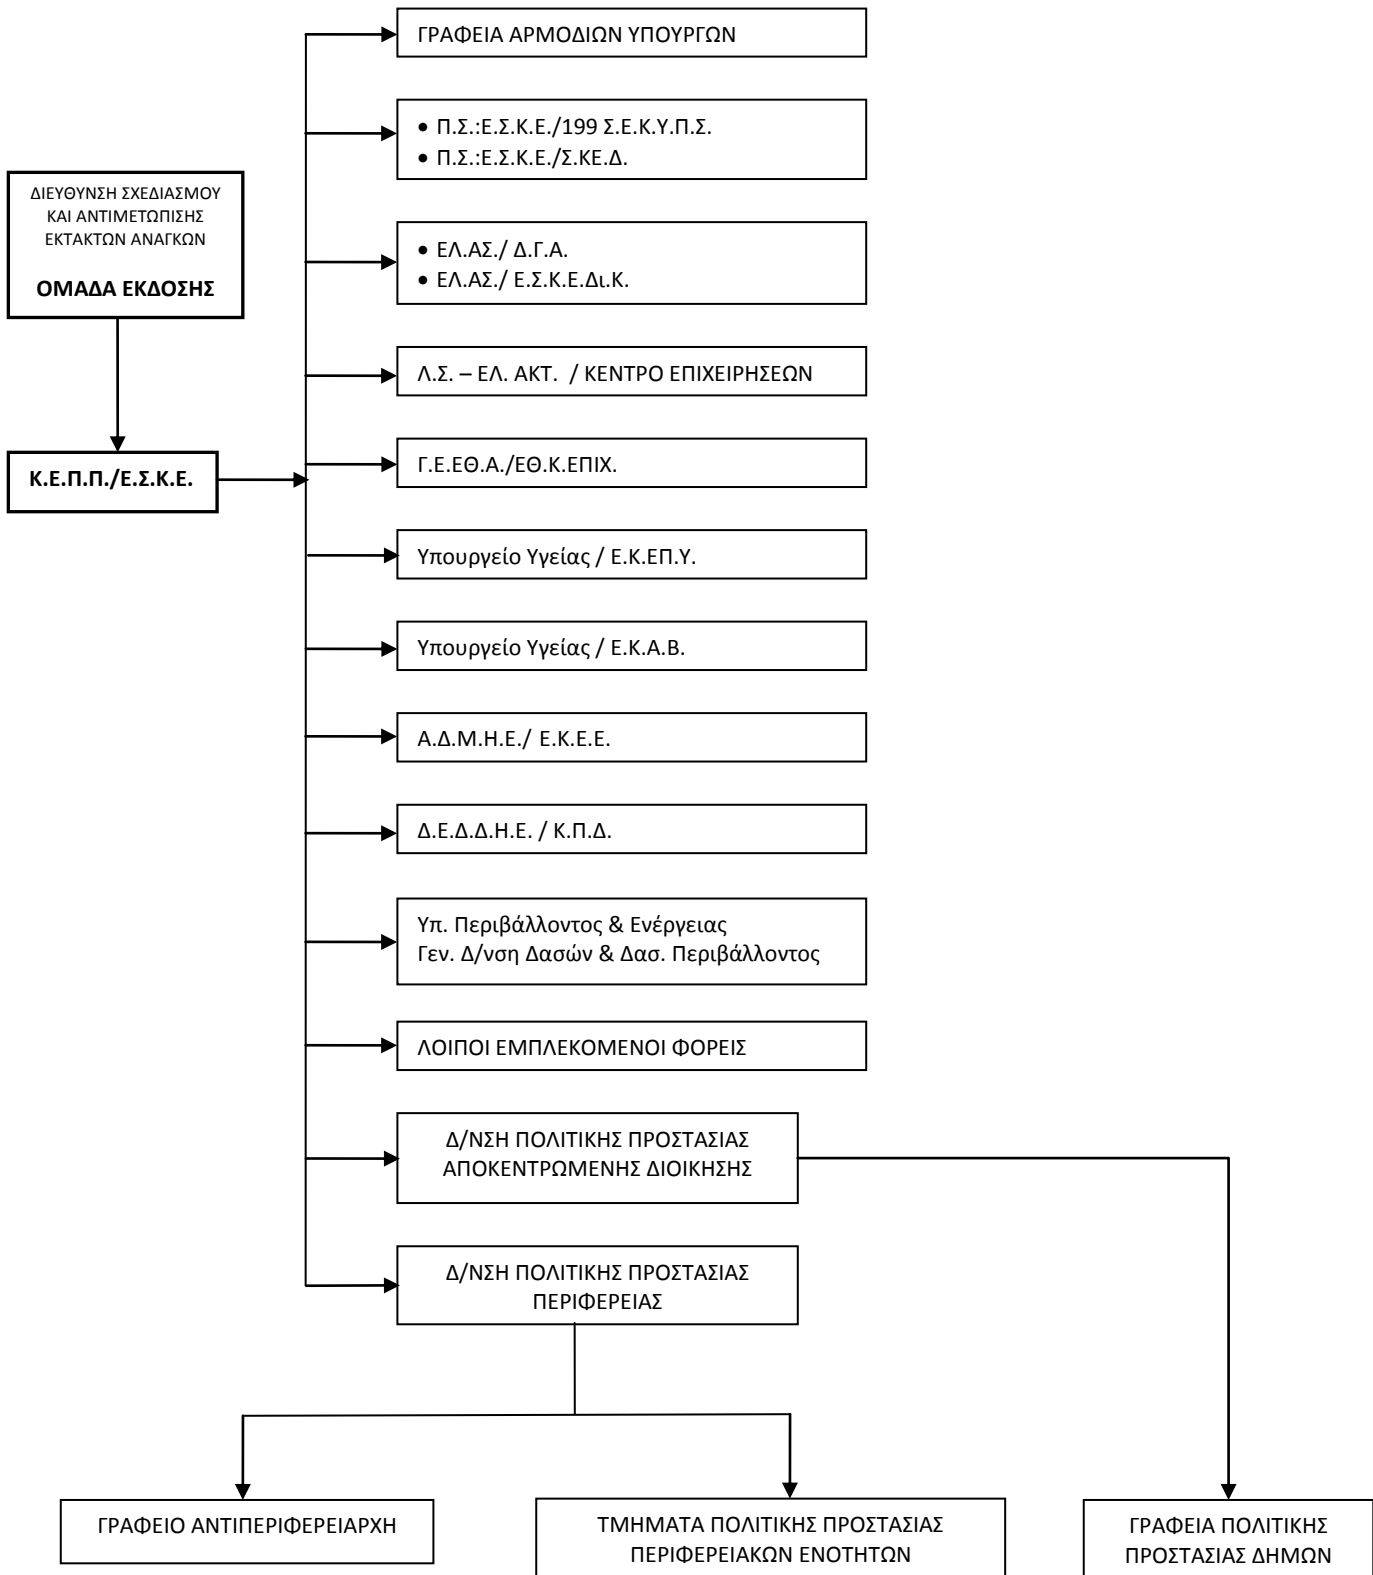 ΓΡΑΦΕΙΑ ΑΡΜΟΔΙΩΝ ΥΠΟΥΡΓΩΝ
• Π.Σ.:Ε.Σ.Κ.Ε./199 Σ.Ε.Κ.Υ.Π.Σ.
• Π.Σ.:Ε.Σ.Κ.Ε./Σ.ΚΕ.Δ.
ΔΙΕΥΘΥΝΣΗ ΣΧΕΔΙΑΣΜΟΥ
ΚΑΙ ΑΝΤΙΜΕΤΩΠΙΣΗΣ
ΕΚΤΑΚΤΩΝ ΑΝΑΓΚΩΝ
ΟΜΑΔΑ ΕΚΔΟΣΗΣ
• ΕΛ.ΑΣ./ Δ.Γ.Α.
• ΕΛ.ΑΣ./ Ε.Σ.Κ.Ε.Δι.Κ.
Λ.Σ. – ΕΛ. ΑΚΤ. / ΚΕΝΤΡΟ ΕΠΙΧΕΙΡΗΣΕΩΝ
Κ.Ε.Π.Π./Ε.Σ.Κ.Ε.
Γ.Ε.ΕΘ.Α./ΕΘ.Κ.ΕΠΙΧ.
Υπουργείο Υγείας / Ε.Κ.ΕΠ.Υ.
Υπουργείο Υγείας / Ε.Κ.Α.Β.
Α.Δ.Μ.Η.Ε./ Ε.Κ.Ε.Ε.
Δ.Ε.Δ.Δ.Η.Ε. / Κ.Π.Δ.
Υπ. Περιβάλλοντος & Ενέργειας
Γεν. Δ/νση Δασών & Δασ. Περιβάλλοντος
ΛΟΙΠΟΙ ΕΜΠΛΕΚΟΜΕΝΟΙ ΦΟΡΕΙΣ
Δ/ΝΣΗ ΠΟΛΙΤΙΚΗΣ ΠΡΟΣΤΑΣΙΑΣ
ΑΠΟΚΕΝΤΡΩΜΕΝΗΣ ΔΙΟΙΚΗΣΗΣ
Δ/ΝΣΗ ΠΟΛΙΤΙΚΗΣ ΠΡΟΣΤΑΣΙΑΣ
ΠΕΡΙΦΕΡΕΙΑΣ
ΓΡΑΦΕΙΟ ΑΝΤΙΠΕΡΙΦΕΡΕΙΑΡΧΗ
ΤΜΗΜΑΤΑ ΠΟΛΙΤΙΚΗΣ ΠΡΟΣΤΑΣΙΑΣ
ΠΕΡΙΦΕΡΕΙΑΚΩΝ ΕΝΟΤΗΤΩΝ
ΓΡΑΦΕΙΑ ΠΟΛΙΤΙΚΗΣ
ΠΡΟΣΤΑΣΙΑΣ ΔΗΜΩΝ